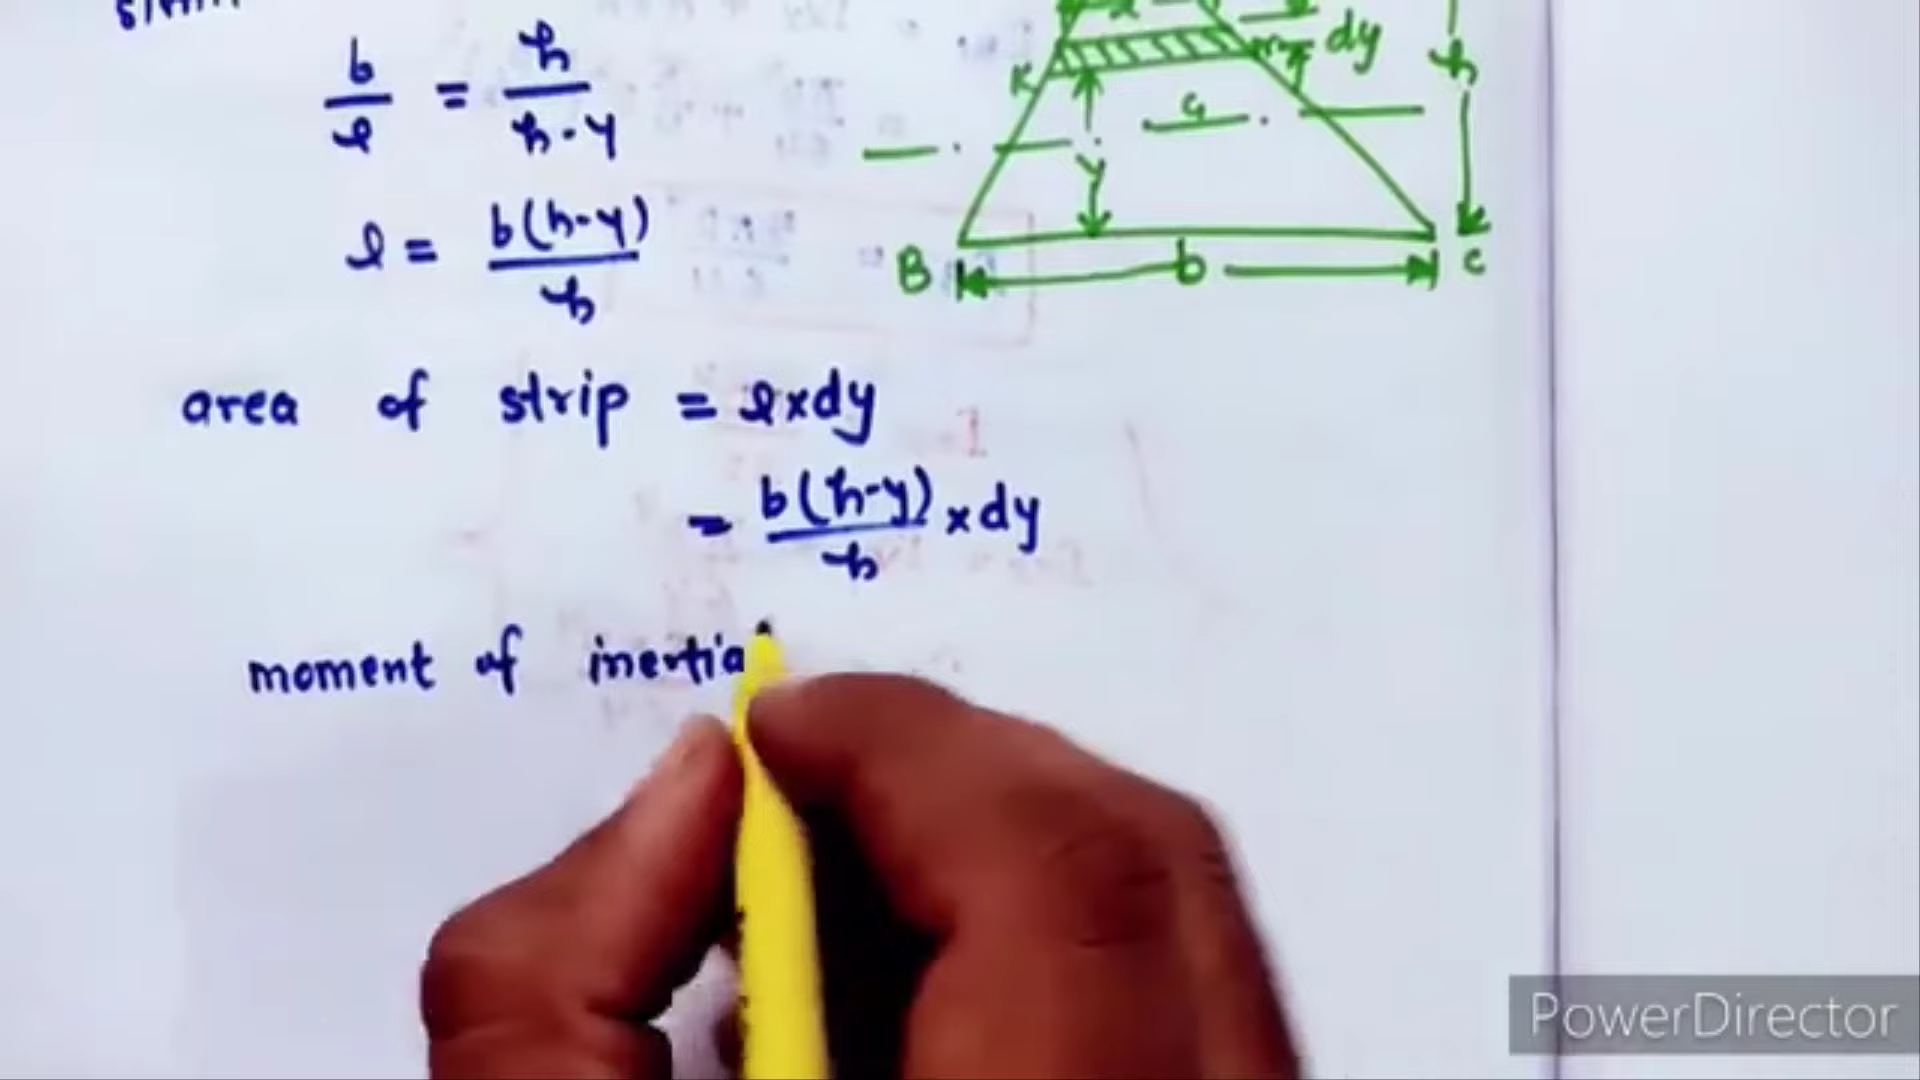 b/l = h/h-y
l = b(h-y)/h
area of strip = l x dy
= b(h-y)/h x dy
moment of inertia
x
dy
h
K
G
y
B
b
C
PowerDirector